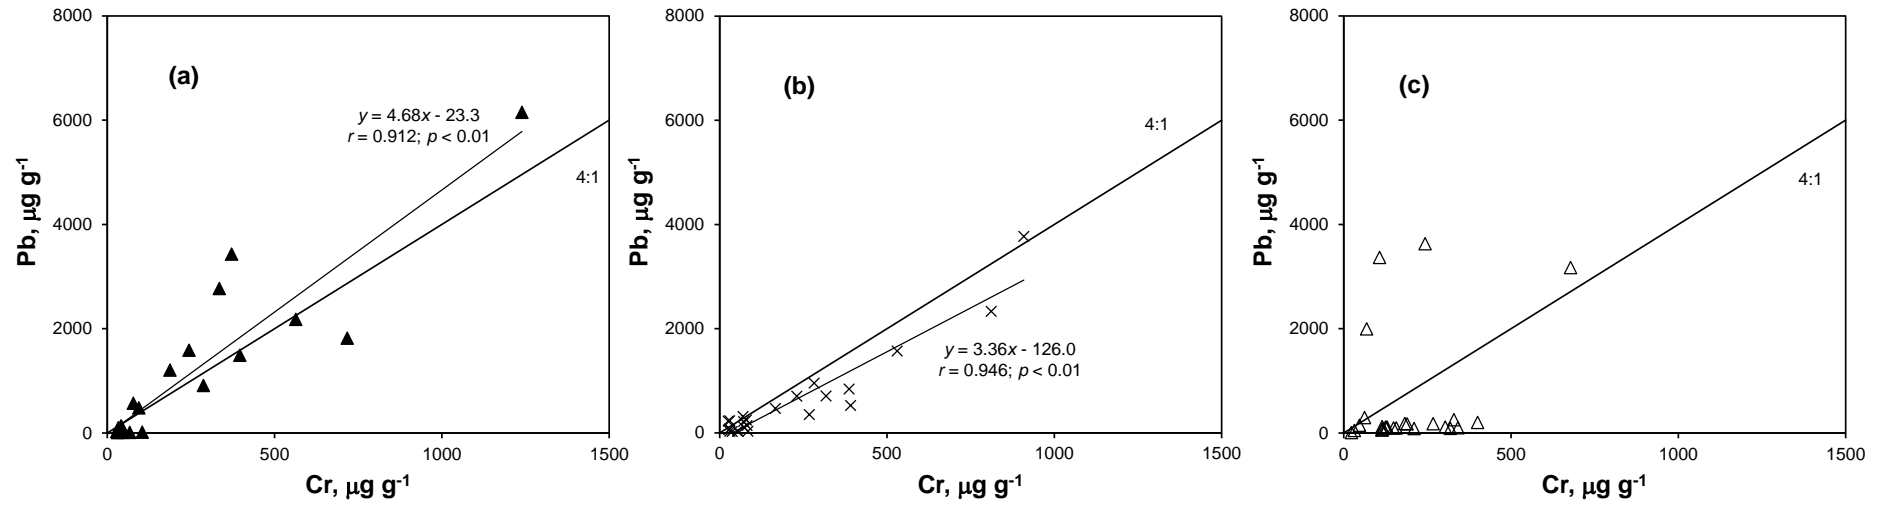 8000
6000
4000
2000
0
0
500
1000
1500
Pb, µg g-1
Cr, µg g-1
(a)
y = 4.68x - 23.3
r = 0.912; p < 0.01
4:1
8000
6000
4000
2000
0
0
500
1000
1500
Pb, µg g-1
Cr, µg g-1
(b)
4:1
y = 3.36x - 126.0
r = 0.946; p < 0.01
8000
6000
4000
2000
0
0
500
1000
1500
Pb, µg g-1
Cr, µg g-1
(c)
4:1